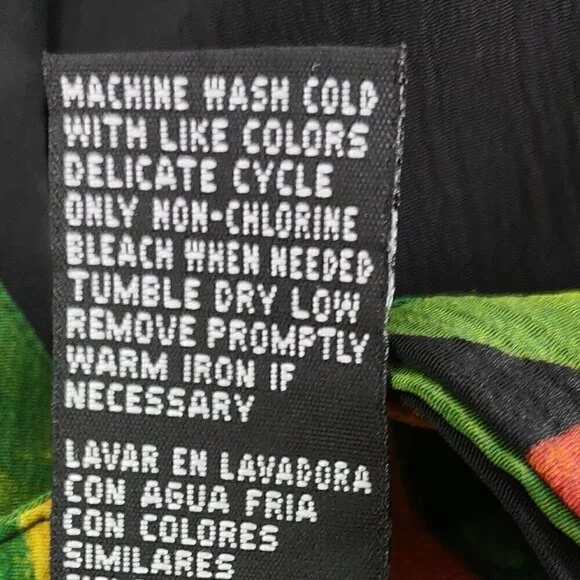 MACHINE WASH COLD
WITH LIKE COLORS
DELICATE CYCLE
ONLY NON-CHLORINE
BLEACH WHEN NEEDED
TUMBLE DRY LOW
REMOVE PROMPTLY
WARM IRON IF
NECESSARY
LAVAR EN LAVADORA
CON AGUA FRIA
CON COLORES
SIMILARES